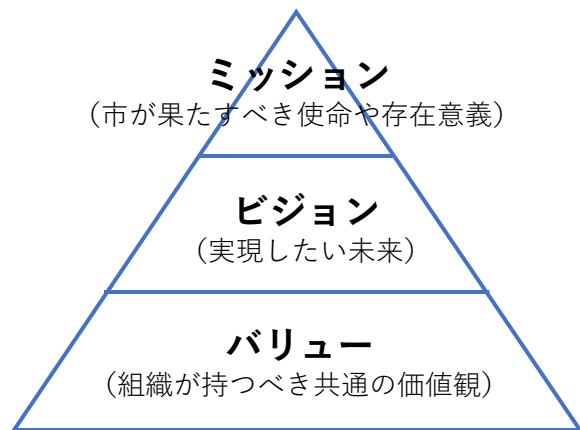 ミッション
（市が果たすべき使命や存在意義）
ビジョン
（実現したい未来）
バリュー
（組織が持つべき共通の価値観）